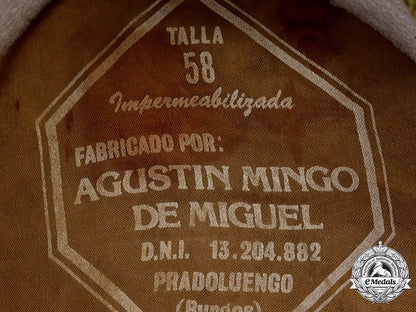 TALLA
58
Impermeabilizada
FABRICADO POR:
AGUSTIN MINGO
DE MIGUEL
D.N.I. 13.204.882
PRADOLUENGO
(Burgos)
eMedals